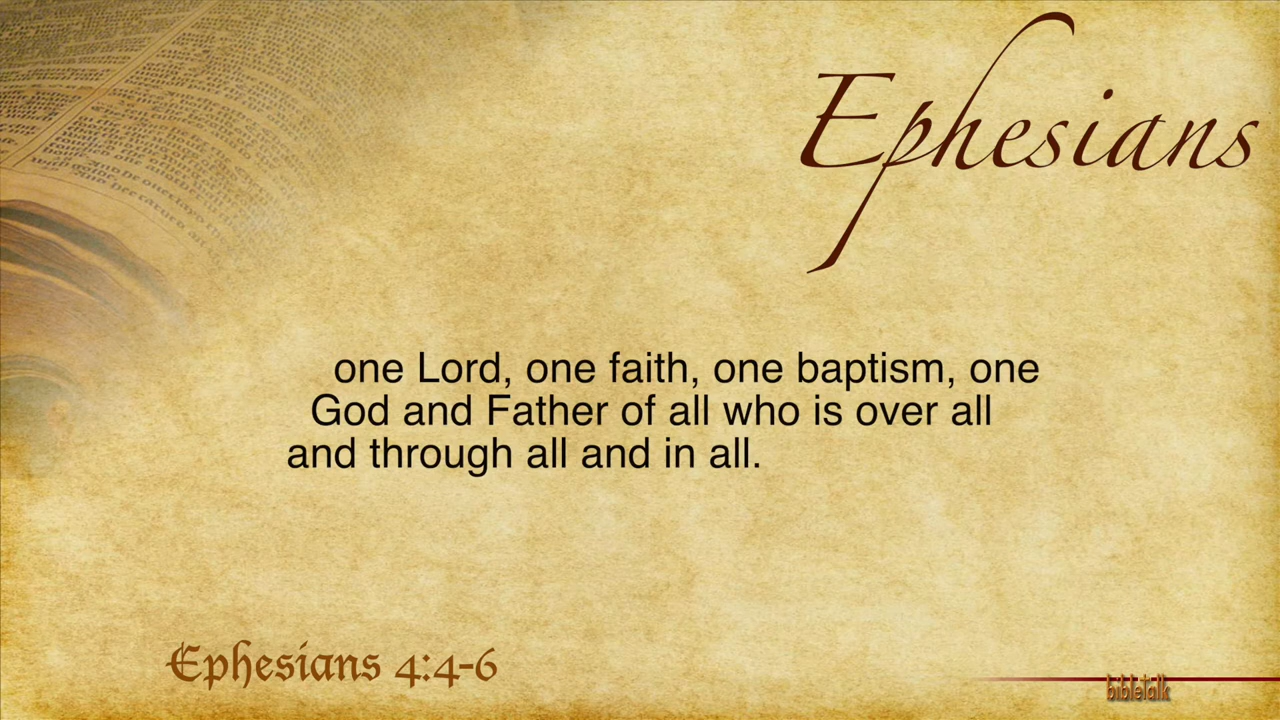 Ephesians
one Lord, one faith, one baptism, one
God and Father of all who is over all
and through all and in all.
Ephesians 4:4-6
bibletalk